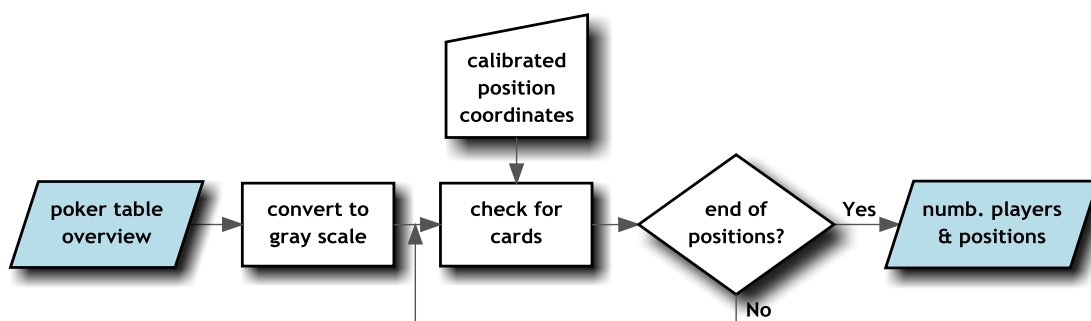 calibrated
position
coordinates
poker table
overview
convert to
gray scale
check for
cards
end of
positions?
Yes
numb. players
& positions
No